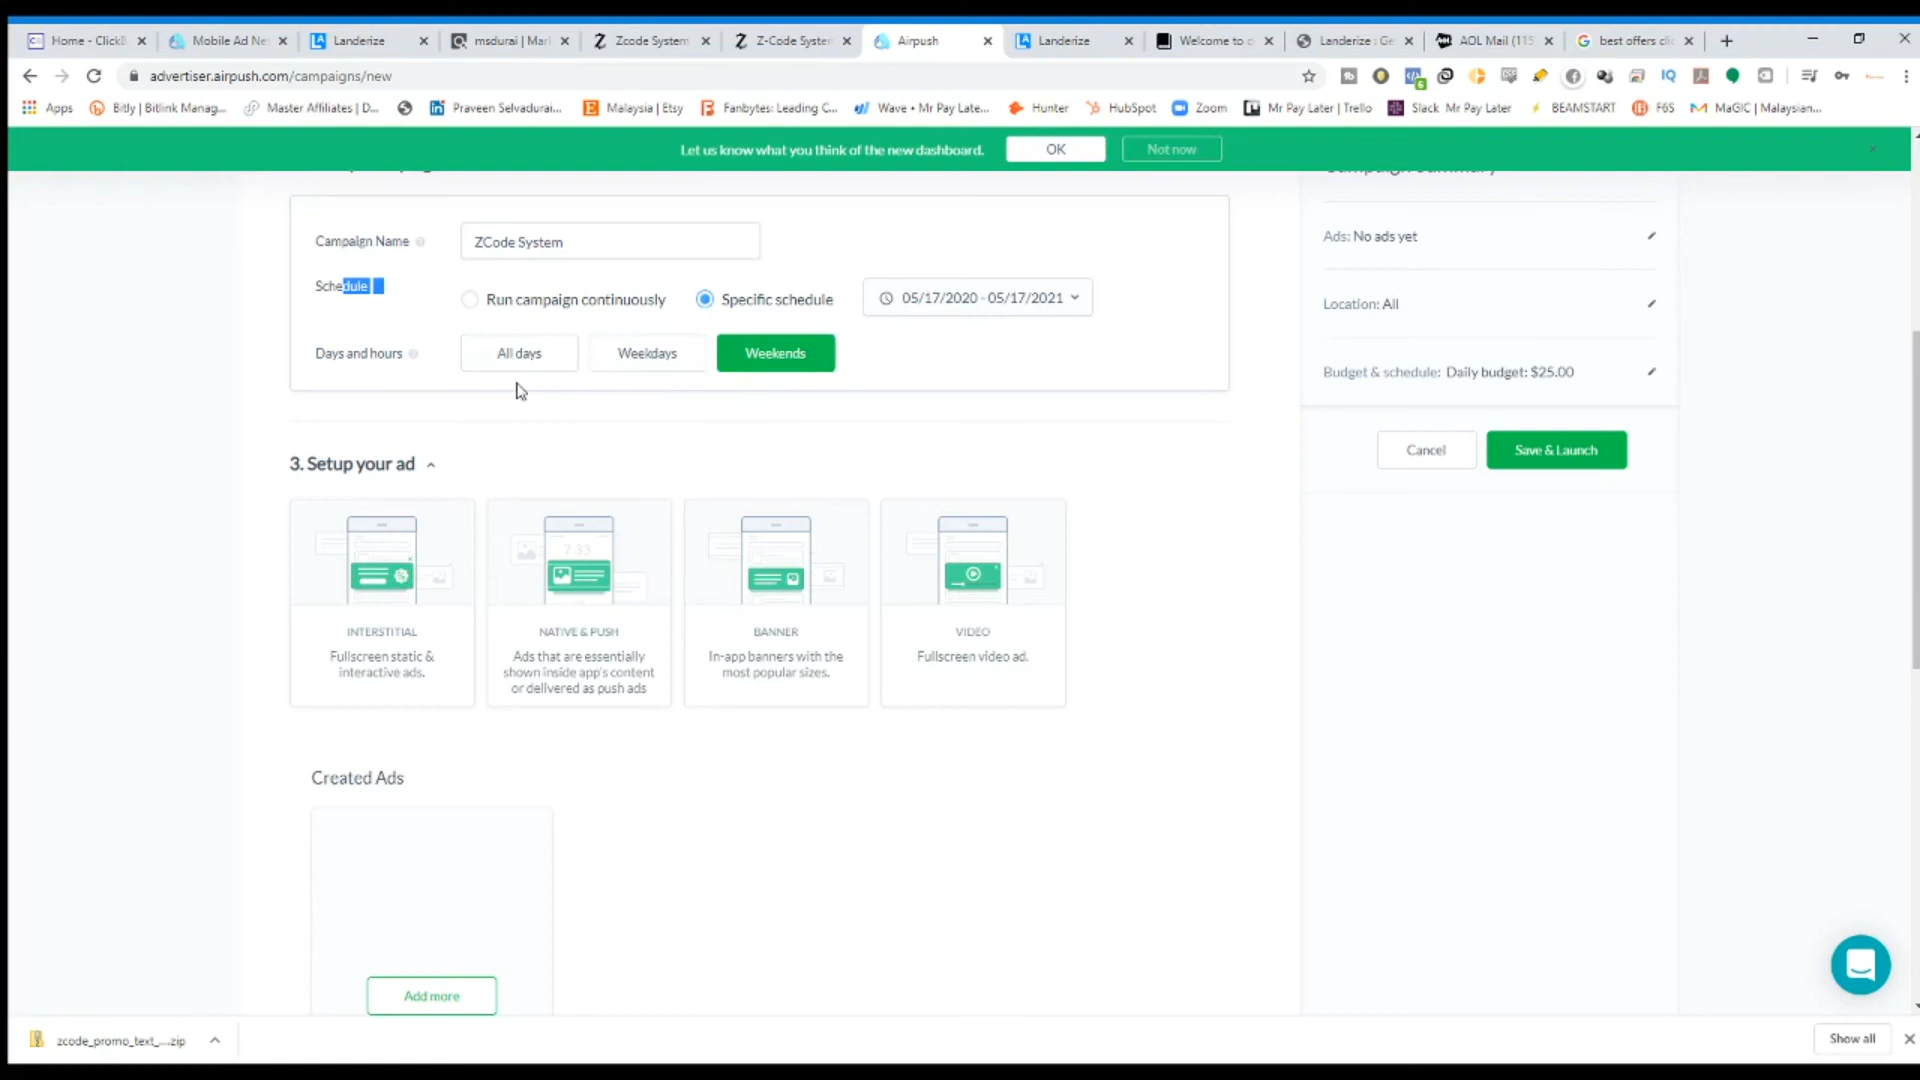 Home - ClickB
Mobile Ad Ne
Landerize
msdurai | Mar
Zcode System
Z-Code Syster
Airpush
Landerize
Welcome to c
Landerize : Ge
AOL Mail (115
best offers cli
advertiser.airpush.com/campaigns/new
Apps
Bitly | Bitlink Manag...
Master Affiliates | D...
Praveen Selvadurai...
Malaysia | Etsy
Fanbytes: Leading C...
Wave • Mr Pay Late...
Hunter
HubSpot
Zoom
Mr Pay Later | Trello
Slack Mr Pay Later
BEAMSTART
F6S
MaGIC | Malaysian...
Let us know what you think of the new dashboard.
OK
Not now
Campaign Name
ZCode System
Schedule
Run campaign continuously
Specific schedule
05/17/2020 - 05/17/2021
Days and hours
All days
Weekdays
Weekends
Ads: No ads yet
Location: All
Budget & schedule: Daily budget: $25.00
Cancel
Save & Launch
3. Setup your ad
INTERSTITIAL
Fullscreen static &
interactive ads.
7:33
NATIVE & PUSH
Ads that are essentially
shown inside app's content
or delivered as push ads
BANNER
In-app banners with the
most popular sizes.
VIDEO
Fullscreen video ad.
Created Ads
Add more
zcode_promo_text_....zip
Show all